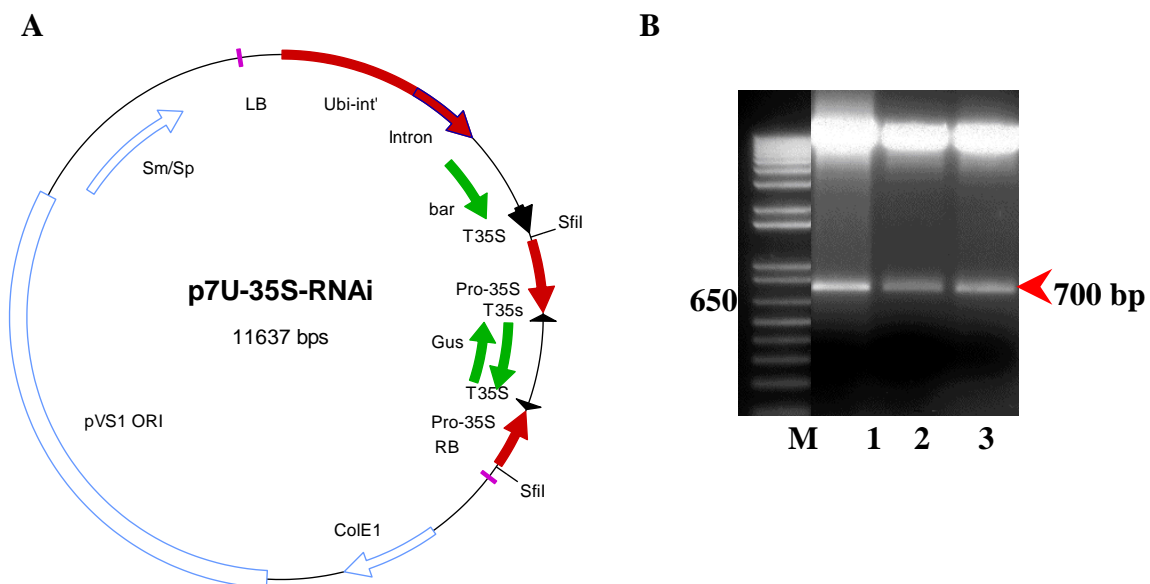 A
B
LB
Ubi-int'
Intron
Sm/Sp
bar
T35S
SfiI
p7U-35S-RNAi
11637 bps
Pro-35S
T35s
Gus
T35S
Pro-35S
RB
SfiI
pVS1 ORI
ColE1
650
700 bp
M 1 2 3